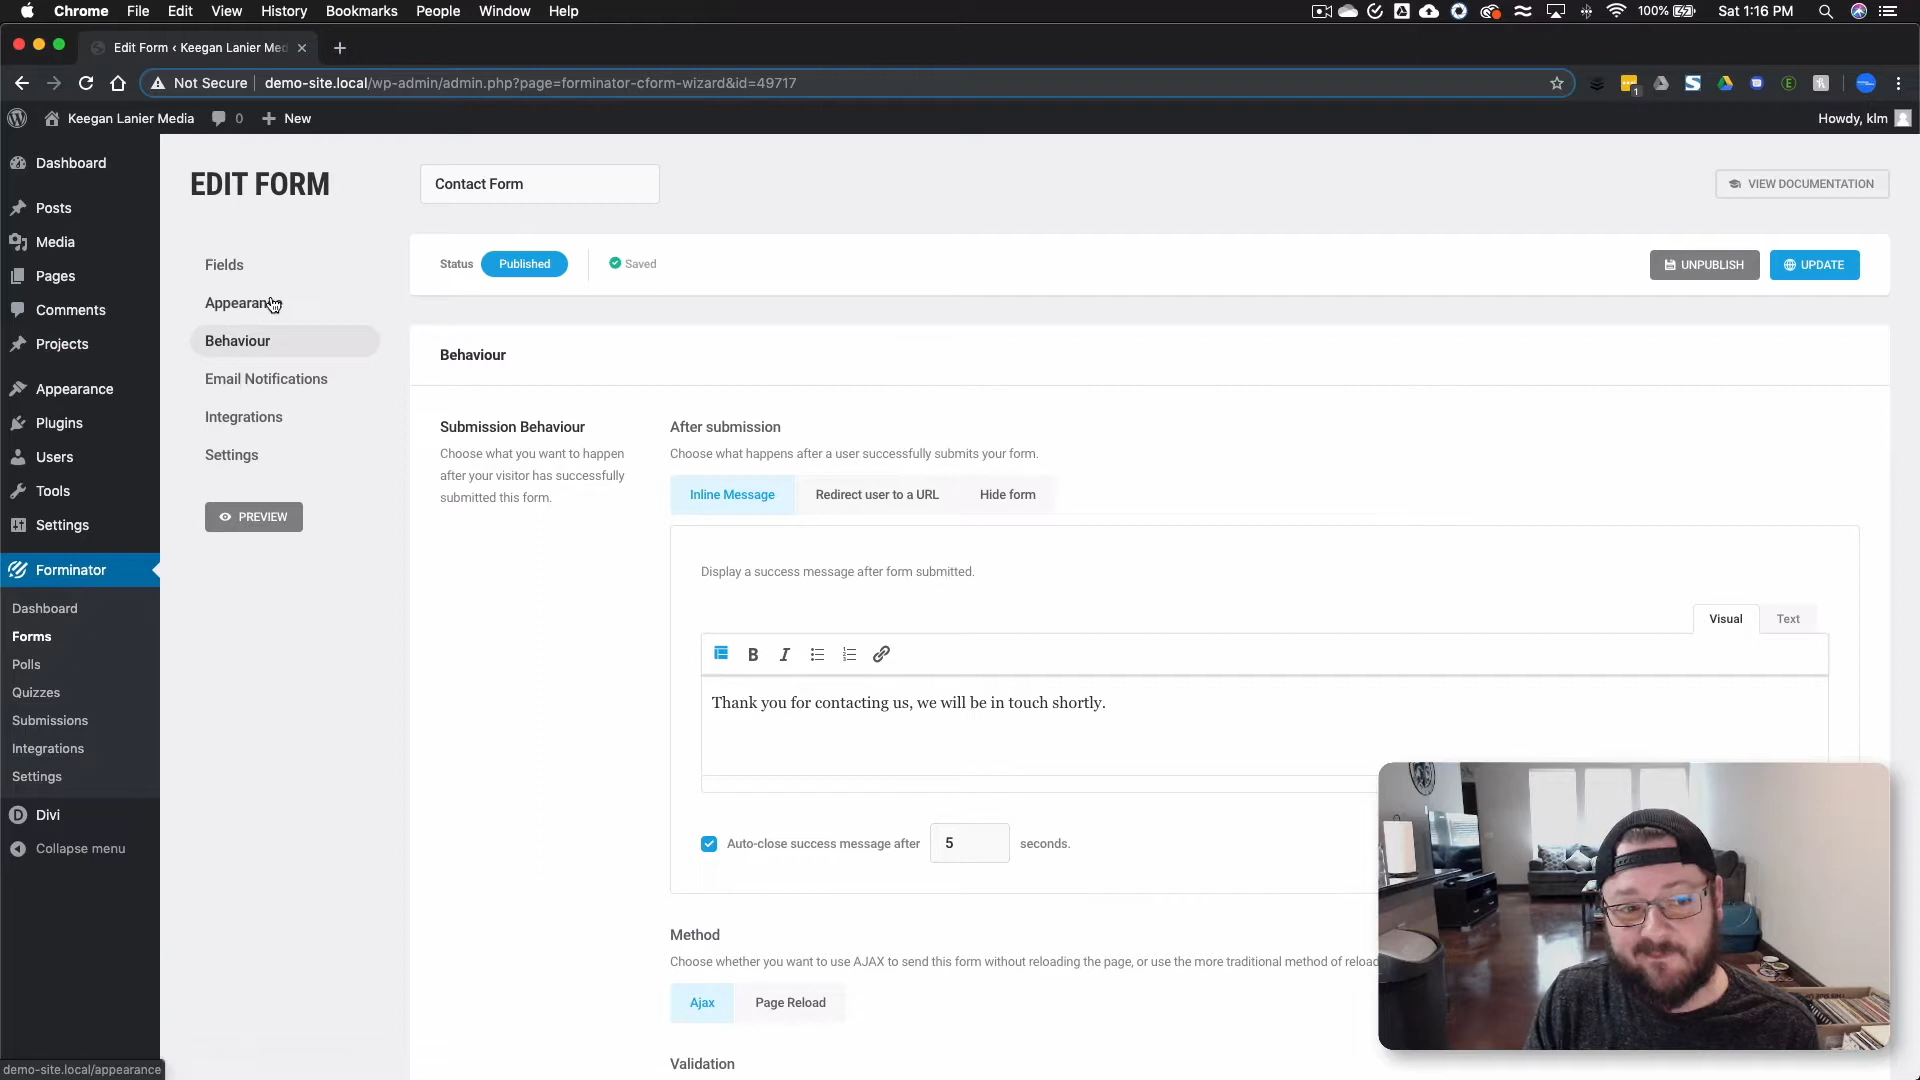 Chrome File Edit View History Bookmarks People Window Help 100% Sat 1:16 PM
Edit Form ‹ Keegan Lanier Med
Not Secure demo-site.local/wp-admin/admin.php?page=forminator-cform-wizard&id=49717
1
Keegan Lanier Media 0 New Howdy, klm
Dashboard
Posts
Media
Pages
Comments
Projects
Appearance
Plugins
Users
Tools
Settings
Forminator
Dashboard
Forms
Polls
Quizzes
Submissions
Integrations
Settings
Divi
Collapse menu
demo-site.local/appearance
EDIT FORM
Contact Form
VIEW DOCUMENTATION
Fields
Appearance
Behaviour
Email Notifications
Integrations
Settings
PREVIEW
Status Published Saved
UNPUBLISH UPDATE
Behaviour
Submission Behaviour
Choose what you want to happen
after your visitor has successfully
submitted this form.
After submission
Choose what happens after a user successfully submits your form.
Inline Message Redirect user to a URL Hide form
Display a success message after form submitted.
Visual Text
B I
Thank you for contacting us, we will be in touch shortly.
Auto-close success message after 5 seconds.
Method
Choose whether you want to use AJAX to send this form without reloading the page, or use the more traditional method of reload
Ajax Page Reload
Validation